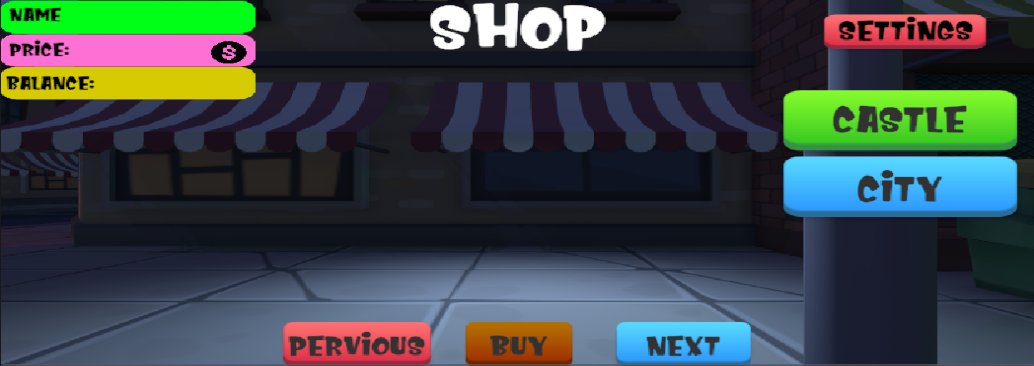 NAME
SHOP
SETTINGS
PRICE:
$
BALANCE:
CASTLE
CITY
PERVIOUS
BUY
NEXT